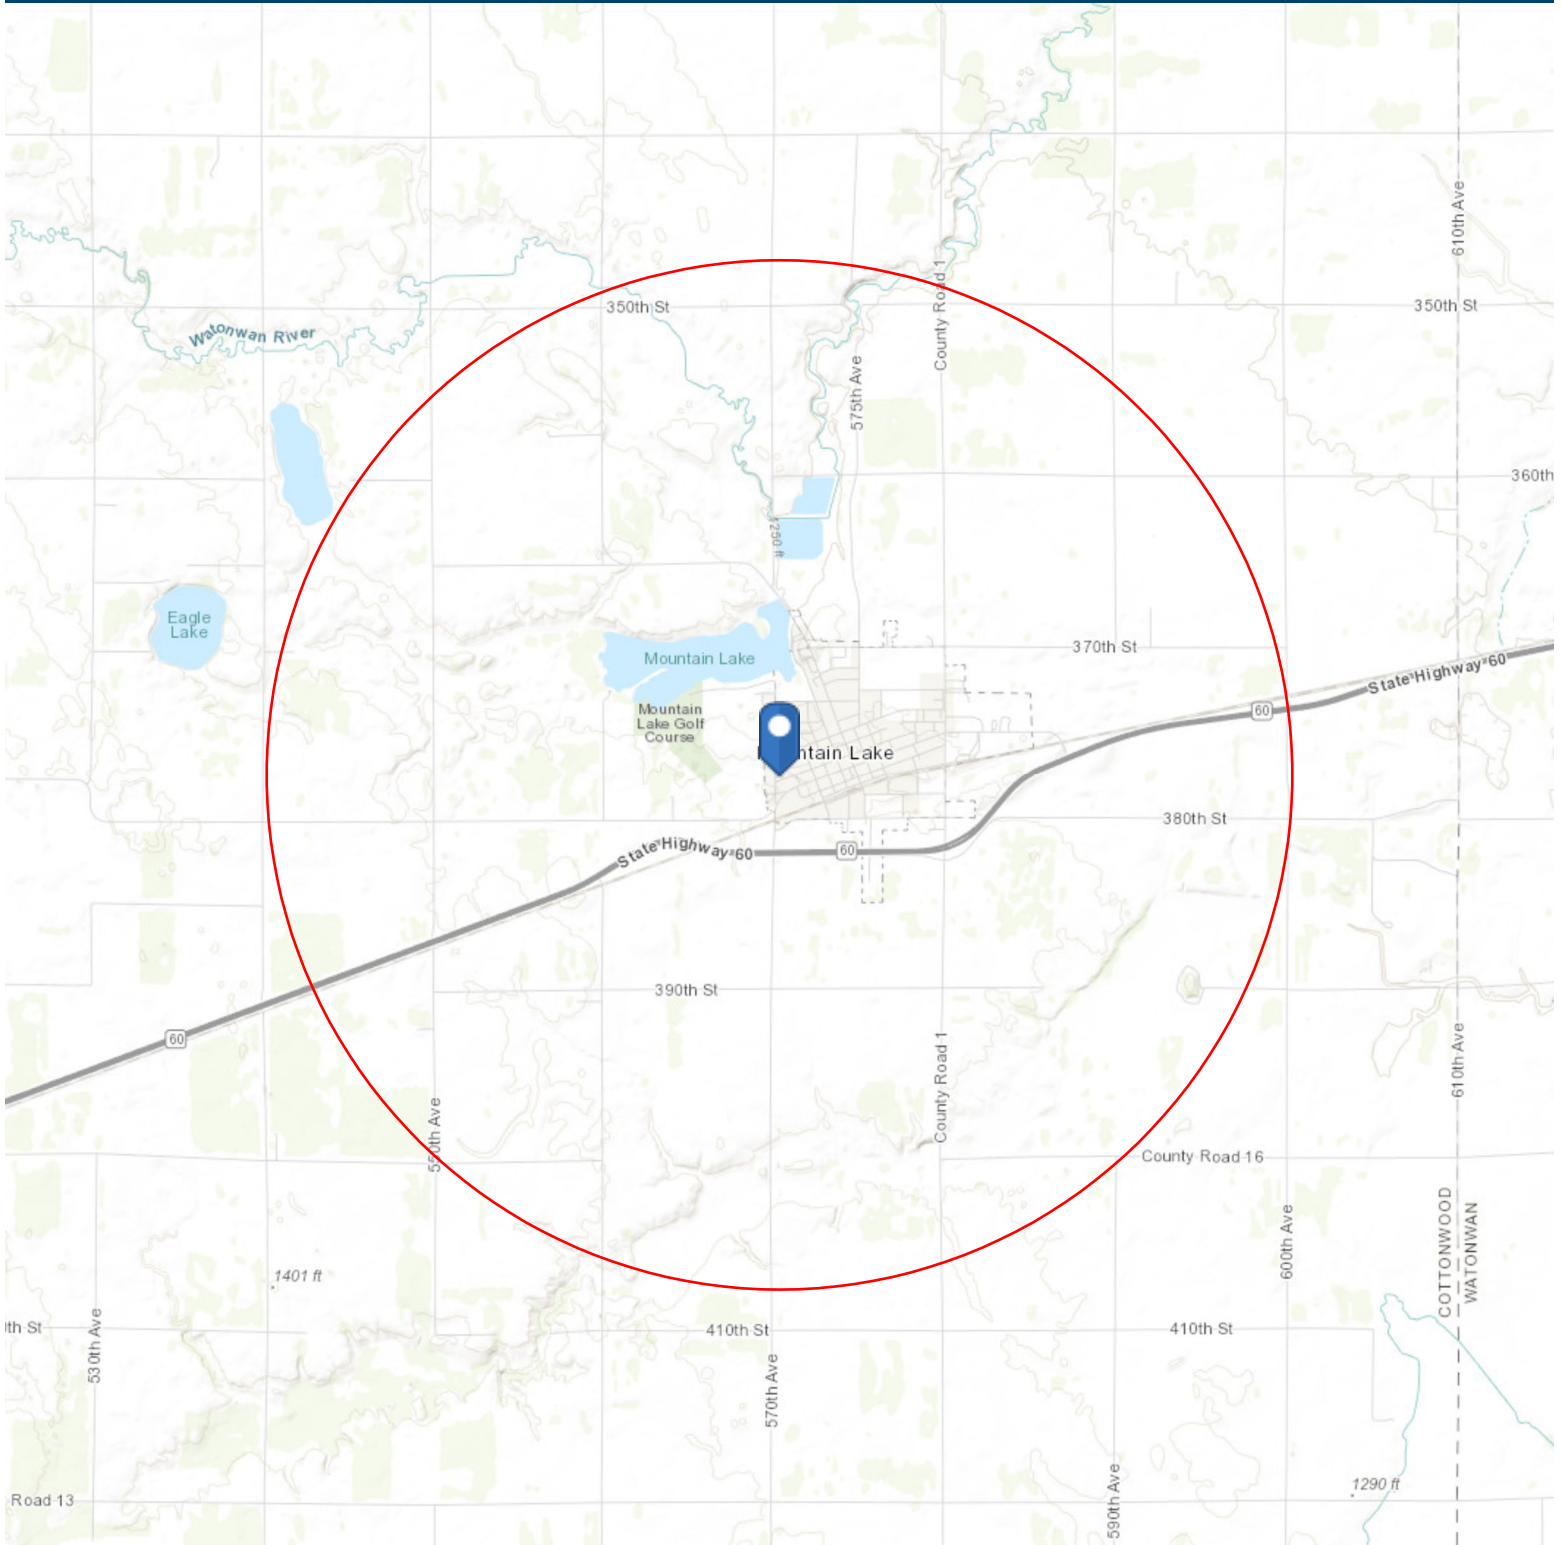 610th Ave
350th St
County Road 1
350th St
Watonwan River
575th Ave
360th
1250 ft
Eagle
Lake
Mountain Lake
370th St
State Highway 60
Mountain
Lake Golf
Course
60
ntain Lake
380th St
State Highway 60
60
390th St
60
County Road 1
610th Ave
550th Ave
County Road 16
COTTONWOOD
WATONWAN
600th Ave
1401 ft
th St
530th Ave
410th St
410th St
570th Ave
1290 ft
590th Ave
Road 13